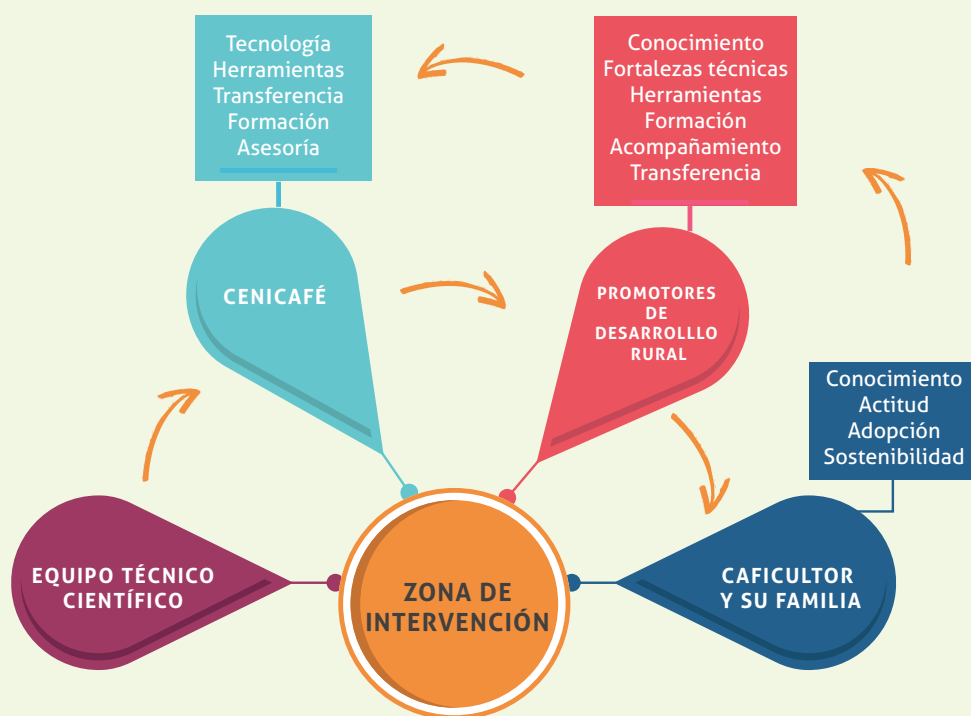 Tecnología
Herramientas
Transferencia
Formación
Asesoría
Conocimiento
Fortalezas técnicas
Herramientas
Formación
Acompañamiento
Transferencia
CENICAFÉ
PROMOTORES
DE
DESARROLLLO
RURAL
Conocimiento
Actitud
Adopción
Sostenibilidad
EQUIPO TÉCNICO
CIENTÍFICO
ZONA DE
INTERVENCIÓN
CAFICULTOR
Y SU FAMILIA